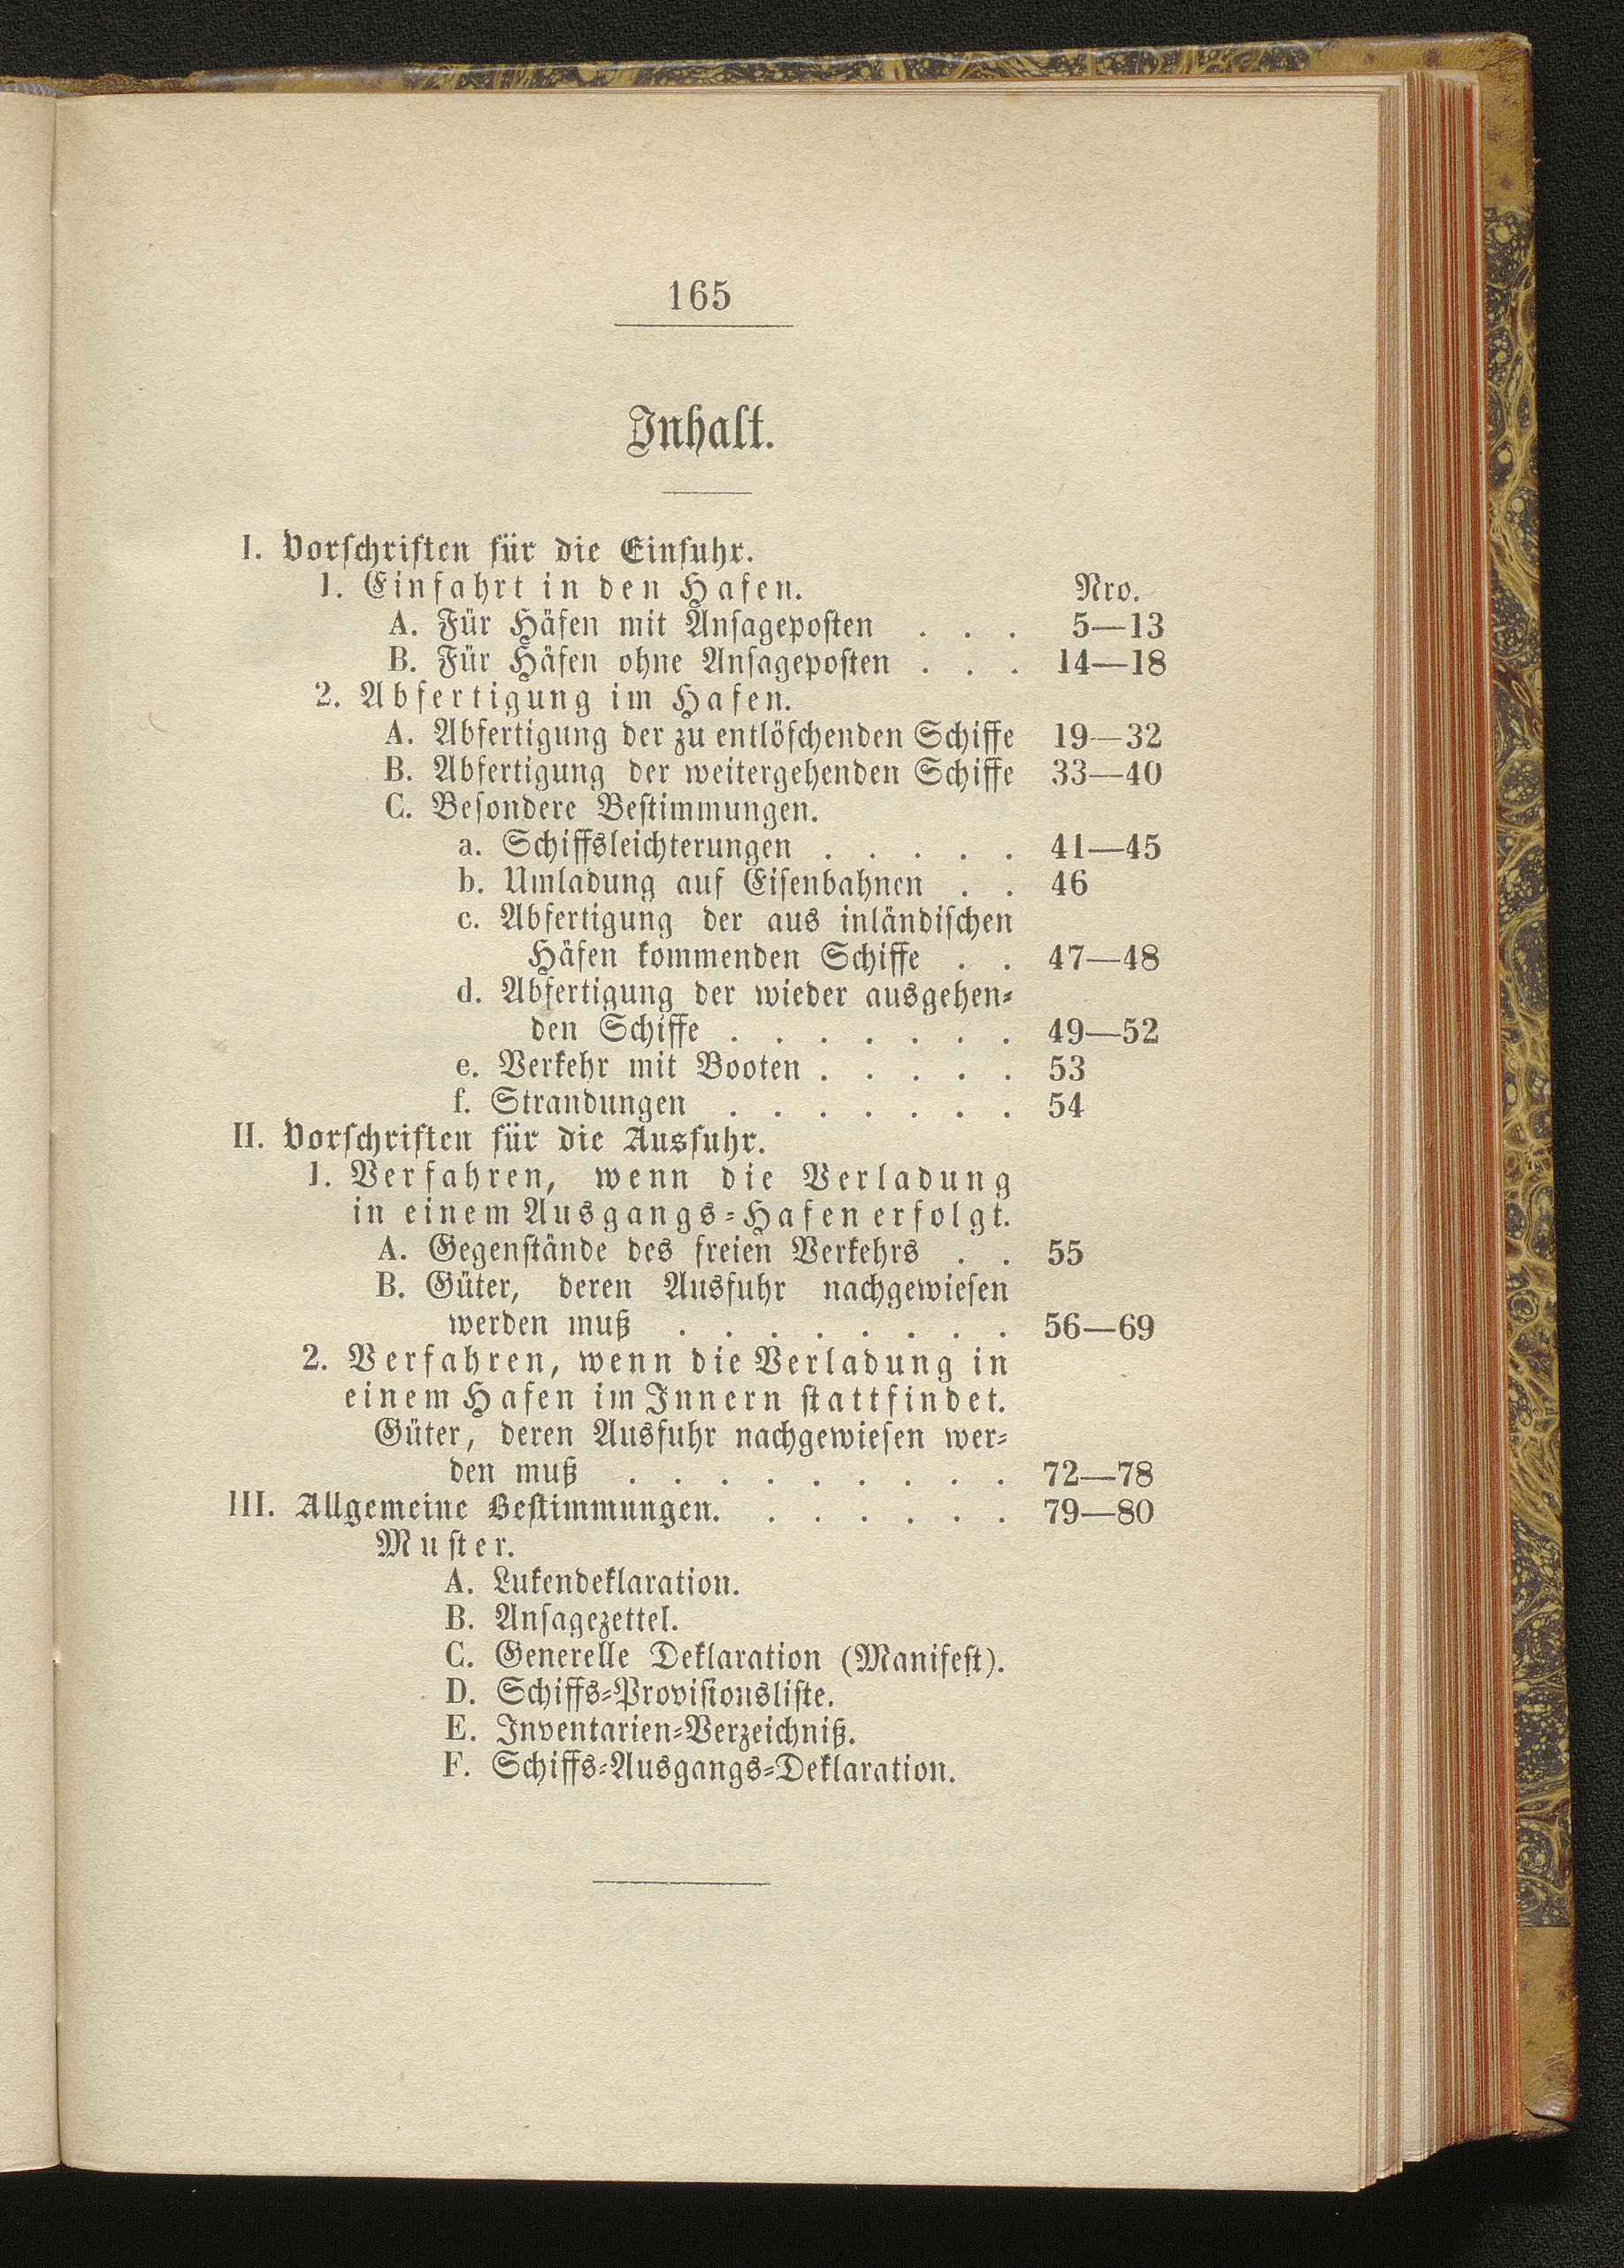 165
Inhalt.
I. Vorschriften für die Einfuhr.
1. Einfahrt in den Hafen. Nro.
A. Für Häfen mit Ansageposten . . . 5—13
B. Für Häfen ohne Ansageposten . . . 14—18
2. Abfertigung im Hafen.
A. Abfertigung der zu entlöschenden Schiffe 19—32
B. Abfertigung der weitergehenden Schiffe 33—40
C. Besondere Bestimmungen.
a. Schiffsleichterungen . . . . . 41—45
b. Umladung auf Eisenbahnen . . 46
c. Abfertigung der aus inländischen
Häfen kommenden Schiffe . . 47—48
d. Abfertigung der wieder ausgehen-
den Schiffe . . . . . . . 49—52
e. Verkehr mit Booten . . . . . 53
f. Strandungen . . . . . . . 54
II. Vorschriften für die Ausfuhr.
1. Verfahren, wenn die Verladung
in einem Ausgangs-Hafen erfolgt.
A. Gegenstände des freien Verkehrs . . 55
B. Güter, deren Ausfuhr nachgewiesen
werden muß . . . . . . . . 56—69
2. Verfahren, wenn die Verladung in
einem Hafen im Innern stattfindet.
Güter, deren Ausfuhr nachgewiesen wer-
den muß . . . . . . . . . 72—78
III. Allgemeine Bestimmungen. . . . . . . 79—80
Muster.
A. Lukendeklaration.
B. Ansagezettel.
C. Generelle Deklaration (Manifest).
D. Schiffs-Provisionsliste.
E. Inventarien-Verzeichniß.
F. Schiffs-Ausgangs-Deklaration.